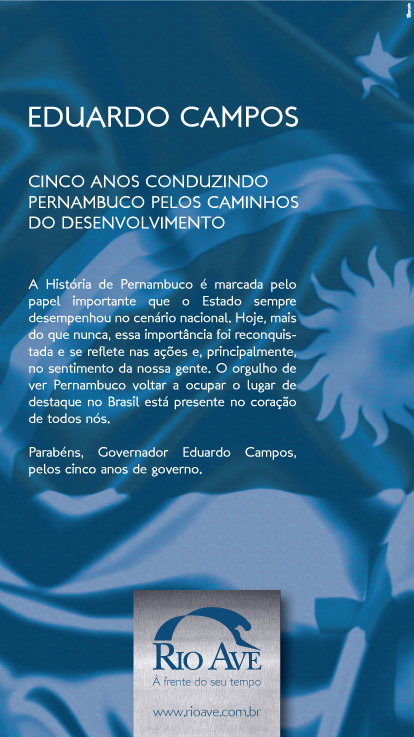 EDUARDO CAMPOS
CINCO ANOS CONDUZINDO
PERNAMBUCO PELOS CAMINHOS
DO DESENVOLVIMENTO
A História de Pernambuco é marcada pelo
papel importante que o Estado sempre
desempenhou no cenário nacional. Hoje, mais
do que nunca, essa importância foi reconquis-
tada e se reflete nas ações e, principalmente,
no sentimento da nossa gente. O orgulho de
ver Pernambuco voltar a ocupar o lugar de
destaque no Brasil está presente no coração
de todos nós.
Parabéns, Governador Eduardo Campos,
pelos cinco anos de governo.
RIO AVE
À frente do seu tempo
www.rioave.com.br